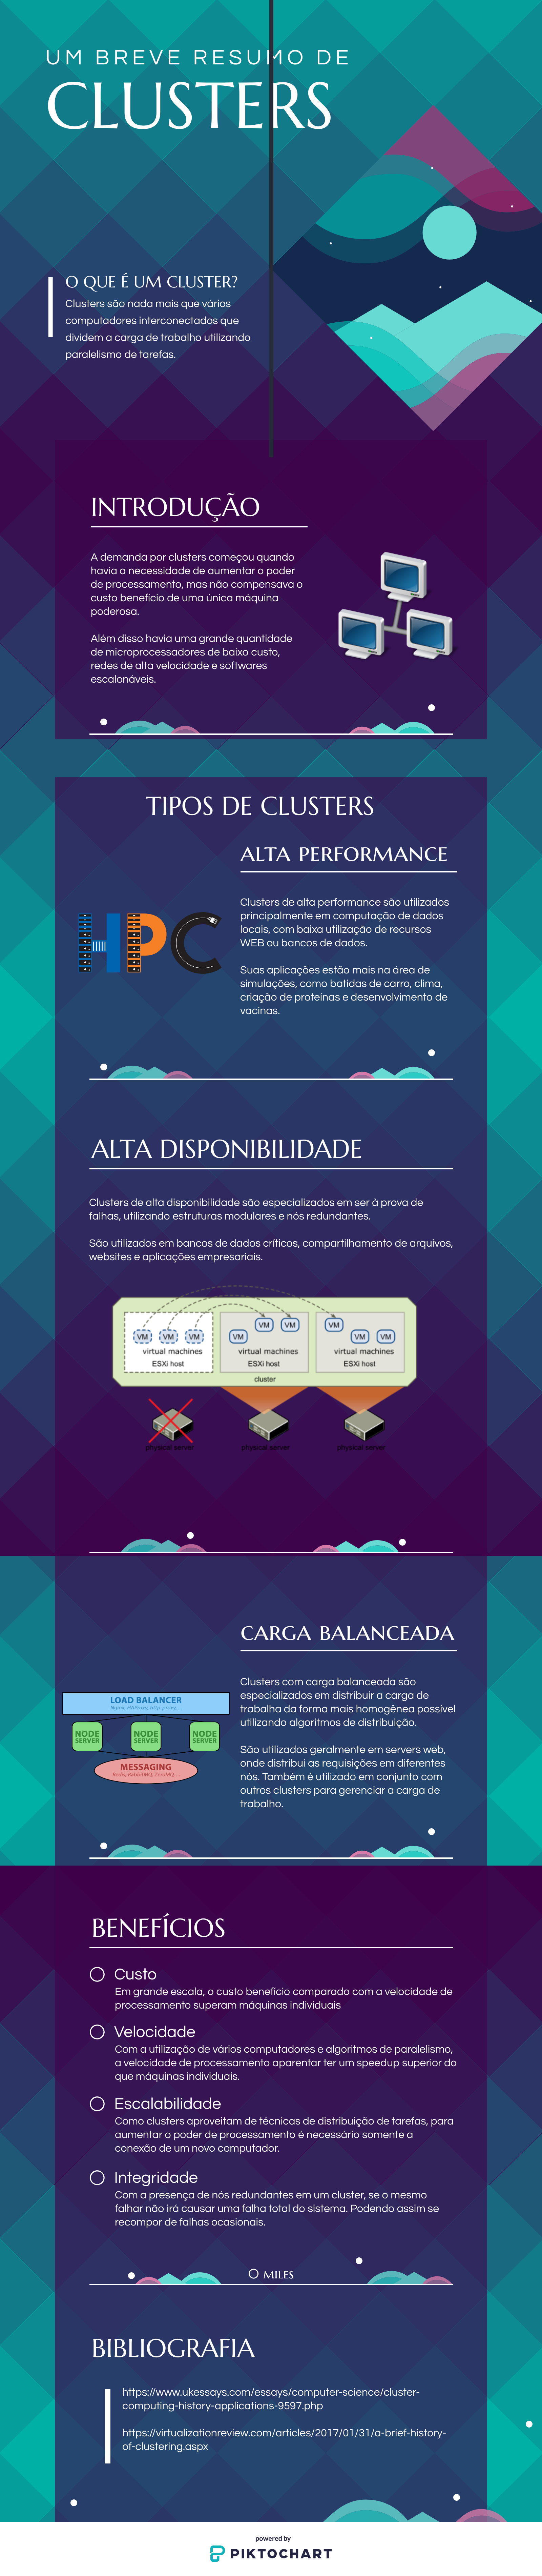 UM BREVE RESUMO DE
CLUSTERS
O QUE É UM CLUSTER?
Clusters são nada mais que vários
computadores interconectados que
dividem a carga de trabalho utilizando
paralelismo de tarefas.
INTRODUÇÃO
A demanda por clusters começou quando
havia a necessidade de aumentar o poder
de processamento, mas não compensava o
custo benefício de uma única máquina
poderosa.
Além disso havia uma grande quantidade
de microprocessadores de baixo custo,
redes de alta velocidade e softwares
escalonáveis.
TIPOS DE CLUSTERS
ALTA PERFORMANCE
HPC
Clusters de alta performance são utilizados
principalmente em computação de dados
locais, com baixa utilização de recursos
WEB ou bancos de dados.
Suas aplicações estão mais na área de
simulações, como batidas de carro, clima,
criação de proteínas e desenvolvimento de
vacinas.
ALTA DISPONIBILIDADE
Clusters de alta disponibilidade são especializados em ser á prova de
falhas, utilizando estruturas modulares e nós redundantes.
São utilizados em bancos de dados críticos, compartilhamento de arquivos,
websites e aplicações empresariais.
VM VM VM
VM VM VM
VM VM VM
virtual machines virtual machines virtual machines
ESXi host ESXi host ESXi host
cluster
physical server physical server physical server
CARGA BALANCEADA
Clusters com carga balanceada são
especializados em distribuir a carga de
trabalha da forma mais homogênea possível
utilizando algoritmos de distribuição.
São utilizados geralmente em servers web,
onde distribui as requisições em diferentes
nós. Também é utilizado em conjunto com
outros clusters para gerenciar a carga de
trabalho.
LOAD BALANCER
Nginx, HAProxy, http-proxy, ...
NODE NODE NODE
SERVER SERVER SERVER
MESSAGING
Redis, RabbitMQ, ZeroMQ, ...
BENEFÍCIOS
Custo
Em grande escala, o custo benefício comparado com a velocidade de
processamento superam máquinas individuais
Velocidade
Com a utilização de vários computadores e algoritmos de paralelismo,
a velocidade de processamento aparentar ter um speedup superior do
que máquinas individuais.
Escalabilidade
Como clusters aproveitam de técnicas de distribuição de tarefas, para
aumentar o poder de processamento é necessário somente a
conexão de um novo computador.
Integridade
Com a presença de nós redundantes em um cluster, se o mesmo
falhar não irá causar uma falha total do sistema. Podendo assim se
recompor de falhas ocasionais.
O MILES
BIBLIOGRAFIA
https://www.ukessays.com/essays/computer-science/cluster-
computing-history-applications-9597.php
https://virtualizationreview.com/articles/2017/01/31/a-brief-history-
of-clustering.aspx
powered by
PIKTOCHART